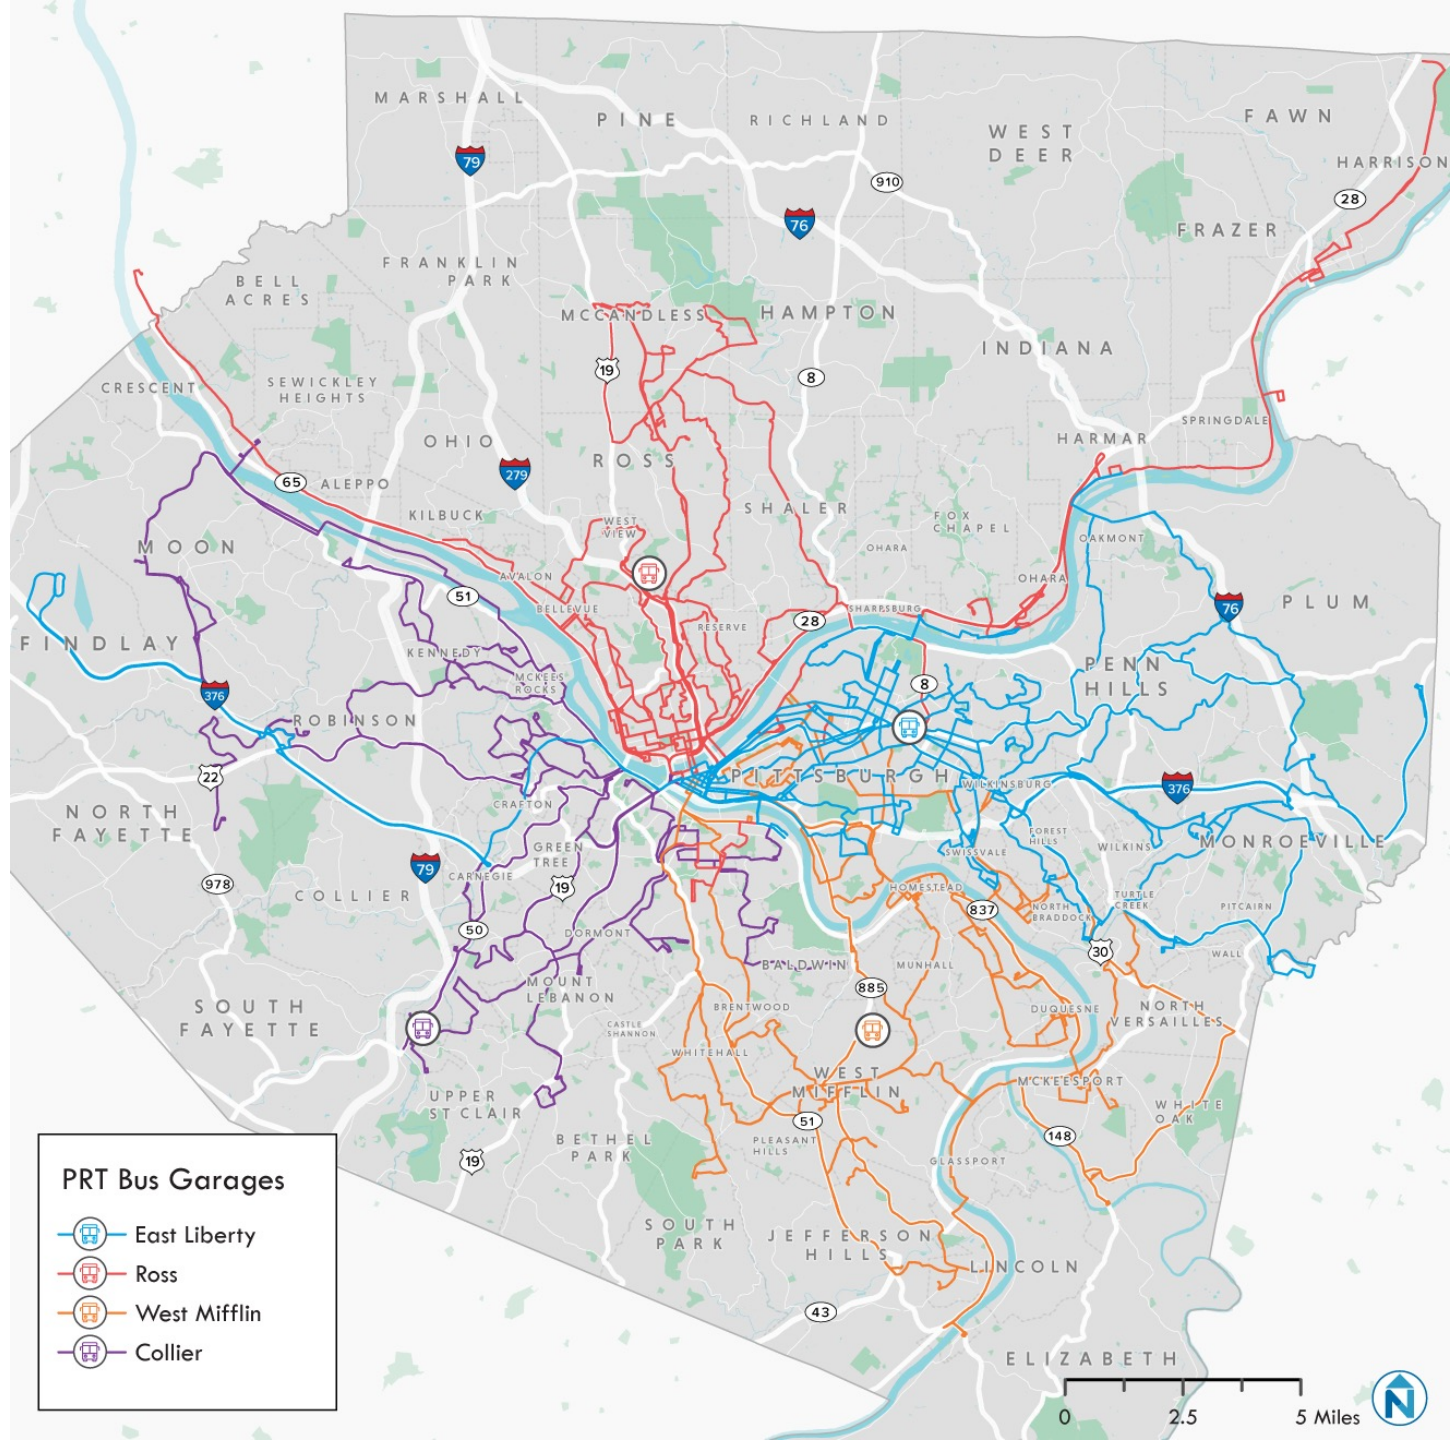 MARSHALL
PINE
RICHLAND
WEST
DEER
FAWN
HARRISON
79
910
28
76
FRAZER
FRANKLIN
PARK
BELL
ACRES
MCCANDLESS
HAMPTON
INDIANA
19
8
CRESCENT
SEWICKLEY
HEIGHTS
SPRINGDALE
OHIO
HARMAR
ROSS
279
65
ALEPPO
KILBUCK
WEST
VIEW
SHALER
FOX
CHAPEL
MOON
OHARA
OAKMONT
AVALON
OHARA
51
BELLEVUE
SHARPSBURG
76
PLUM
28
RESERVE
FINDLAY
KENNEDY
PENN
HILLS
MCKEES
ROCKS
376
8
ROBINSON
22
PITTSBURGH
WILKINSBURG
376
NORTH
FAYETTE
CRAFTON
FOREST
HILLS
WILKINS
MONROEVILLE
GREEN
TREE
SWISSVALE
79
CARNEGIE
978
19
HOMESTEAD
COLLIER
837
NORTH
BRADDOCK
TURTLE
CREEK
PITCAIRN
50
DORMONT
30
WALL
BALDWIN
MUNHALL
MOUNT
LEBANON
885
SOUTH
FAYETTE
BRENTWOOD
DUQUESNE
NORTH
VERSAILLES
CASTLE
SHANNON
WHITEHALL
WEST
MIFFLIN
MCKEESPORT
UPPER
ST CLAIR
WHITE
OAK
51
BETHEL
PARK
PLEASANT
HILLS
148
19
GLASSPORT
SOUTH
PARK
JEFFERSON
HILLS
LINCOLN
43
ELIZABETH
PRT Bus Garages
East Liberty
Ross
West Mifflin
Collier
0 2.5 5 Miles
N